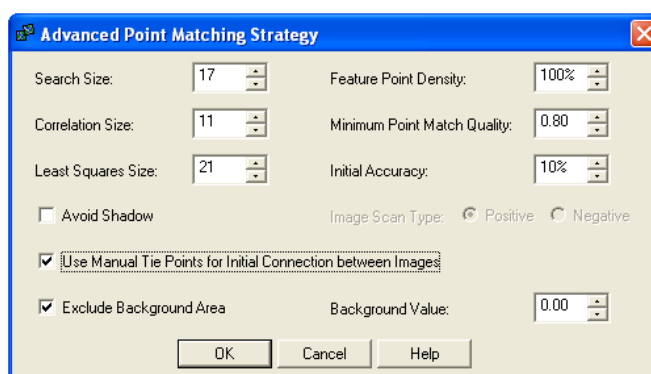 Advanced Point Matching Strategy
Search Size: 17 Feature Point Density: 100%
Correlation Size: 11 Minimum Point Match Quality: 0.80
Least Squares Size: 21 Initial Accuracy: 10%
Avoid Shadow Image Scan Type: Positive Negative
Use Manual Tie Points for Initial Connection between Images
Exclude Background Area Background Value: 0.00
OK Cancel Help